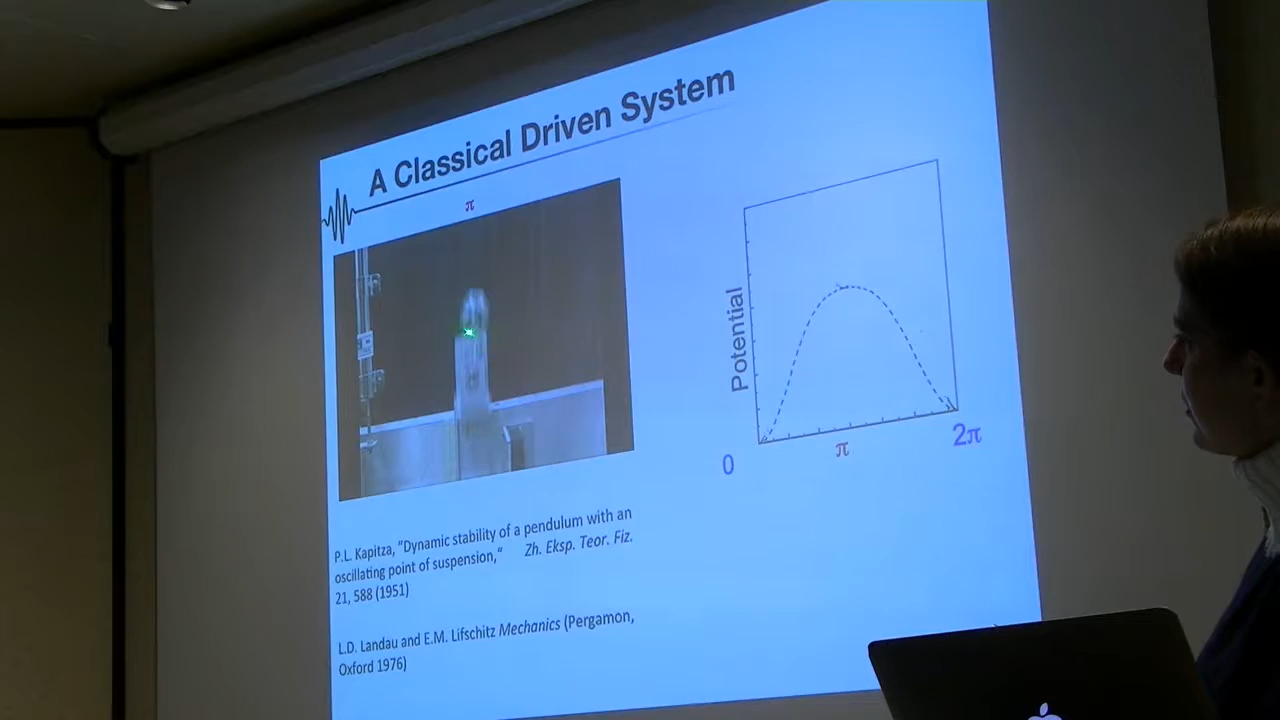 A Classical Driven System
π
Potential
0
π
2π
P.L. Kapitza, "Dynamic stability of a pendulum with an
oscillating point of suspension," Zh. Eksp. Teor. Fiz.
21, 588 (1951)
L.D. Landau and E.M. Lifschitz Mechanics (Pergamon,
Oxford 1976)